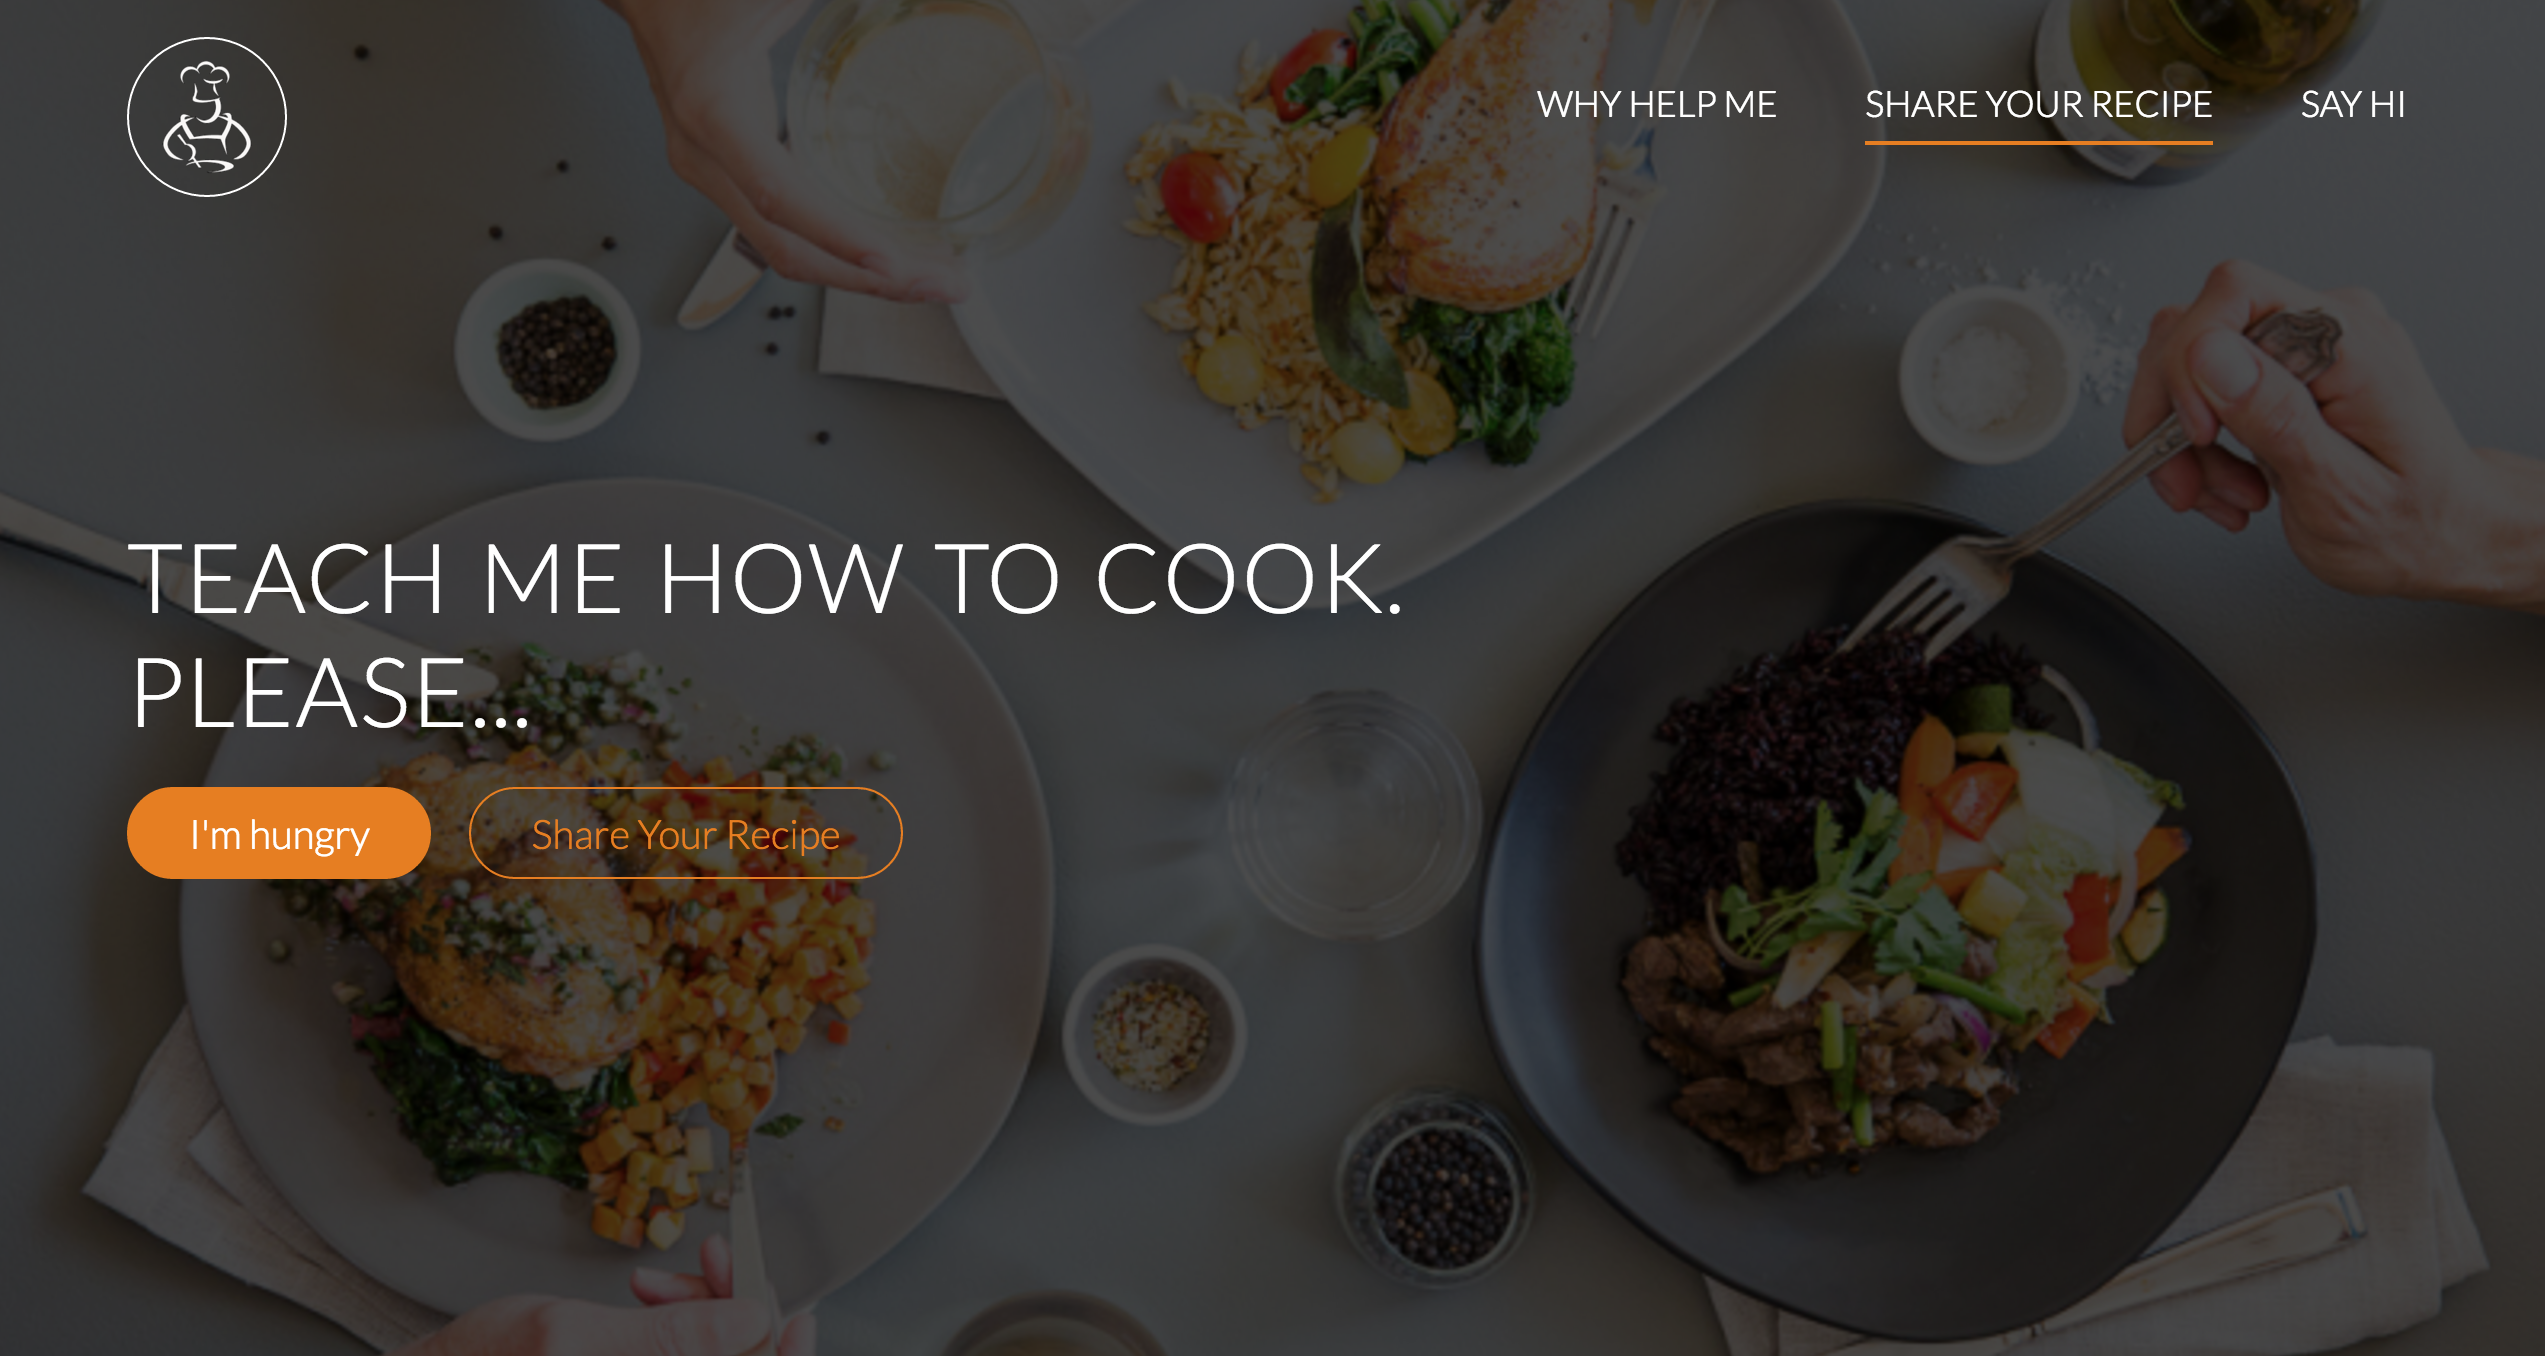 WHY HELP ME
SHARE YOUR RECIPE
SAY HI
TEACH ME HOW TO COOK.
PLEASE...
I'm hungry
Share Your Recipe